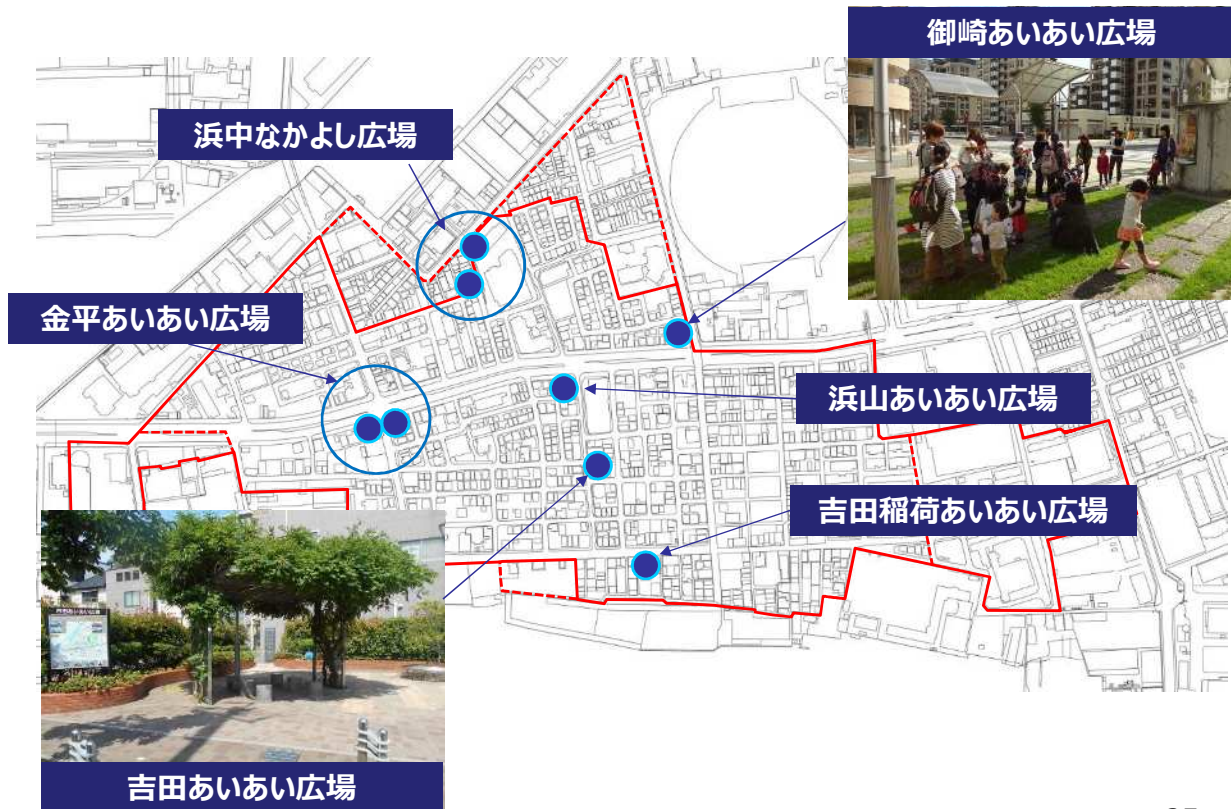 御崎あいあい広場
浜中なかよし広場
金平あいあい広場
浜山あいあい広場
吉田稲荷あいあい広場
吉田あいあい広場